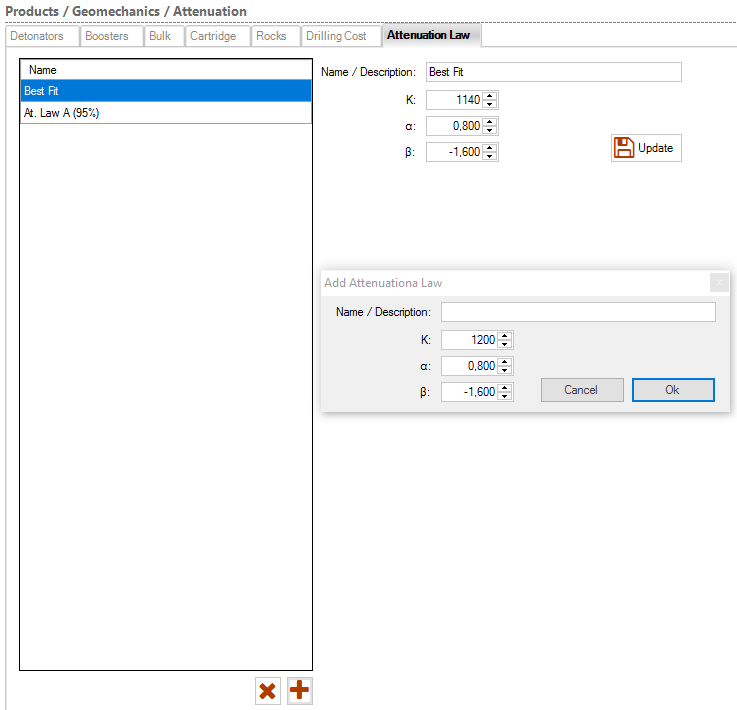 Products / Geomechanics / Attenuation
Detonators Boosters Bulk Cartridge Rocks Drilling Cost Attenuation Law
Name
Best Fit
At. Law A (95%)
Name / Description: Best Fit
K: 1140
α: 0,800
β: -1,600
Update
Add Attenuationa Law
Name / Description:
K: 1200
α: 0,800
β: -1,600
Cancel Ok